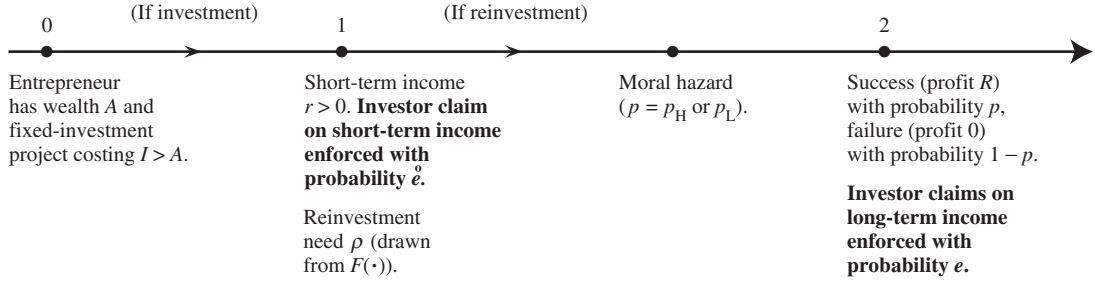 (If investment)
(If reinvestment)
0
1
2
Entrepreneur
has wealth A and
fixed-investment
project costing I > A.
Short-term income
r > 0. Investor claim
on short-term income
enforced with
probability e̊.
Reinvestment
need ρ (drawn
from F(·)).
Moral hazard
(p = p_H or p_L).
Success (profit R)
with probability p,
failure (profit 0)
with probability 1 − p.
Investor claims on
long-term income
enforced with
probability e.